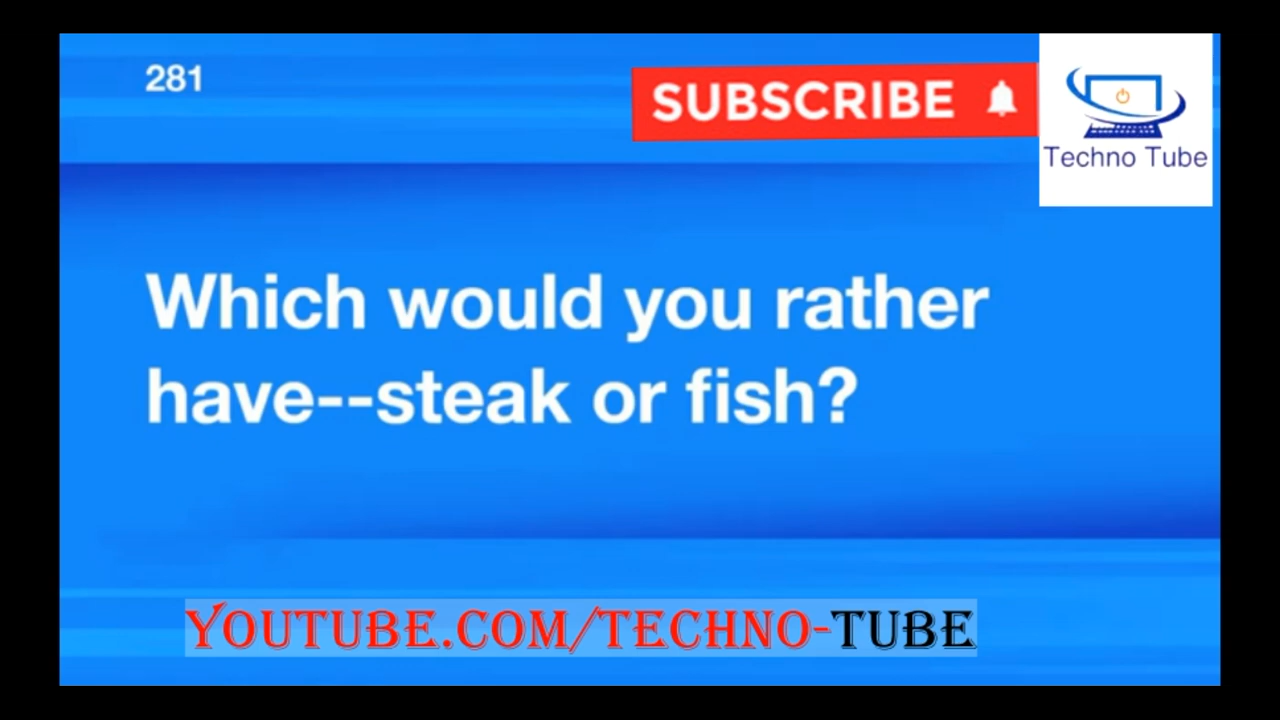 281
SUBSCRIBE
Techno Tube
Which would you rather
have--steak or fish?
YOUTUBE.COM/TECHNO-TUBE